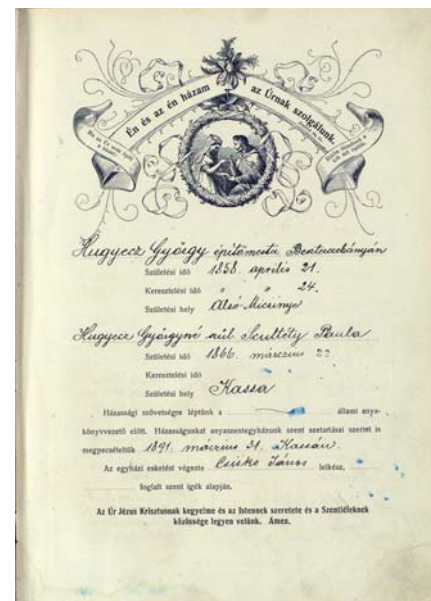 Én és az én házam az Úrnak szolgálunk.
Hugyecz György építőmester Beszterczebányán
Születési idő 1858. április 21.
Keresztelési idő " " 24.
Születési hely Alsó-Micsinye
Hugyecz Györgyné szül. Scultéty Paula
Születési idő 1866. márczius 22.
Keresztelési idő
Születési hely Kassa
Házassági szövetségre léptünk a állami anya-
könyvvezető előtt. Házasságunkat anyaszentegyházunk szent szertartásai szerint is
megpecsételtük 1891. márczius 31. Kassán.
Az egyházi esketést végezte Csiske János lelkész,
foglalt szent igék alapján.
Az Úr Jézus Krisztusnak kegyelme és az Istennek szeretete és a Szentléleknek
közössége legyen velünk. Ámen.